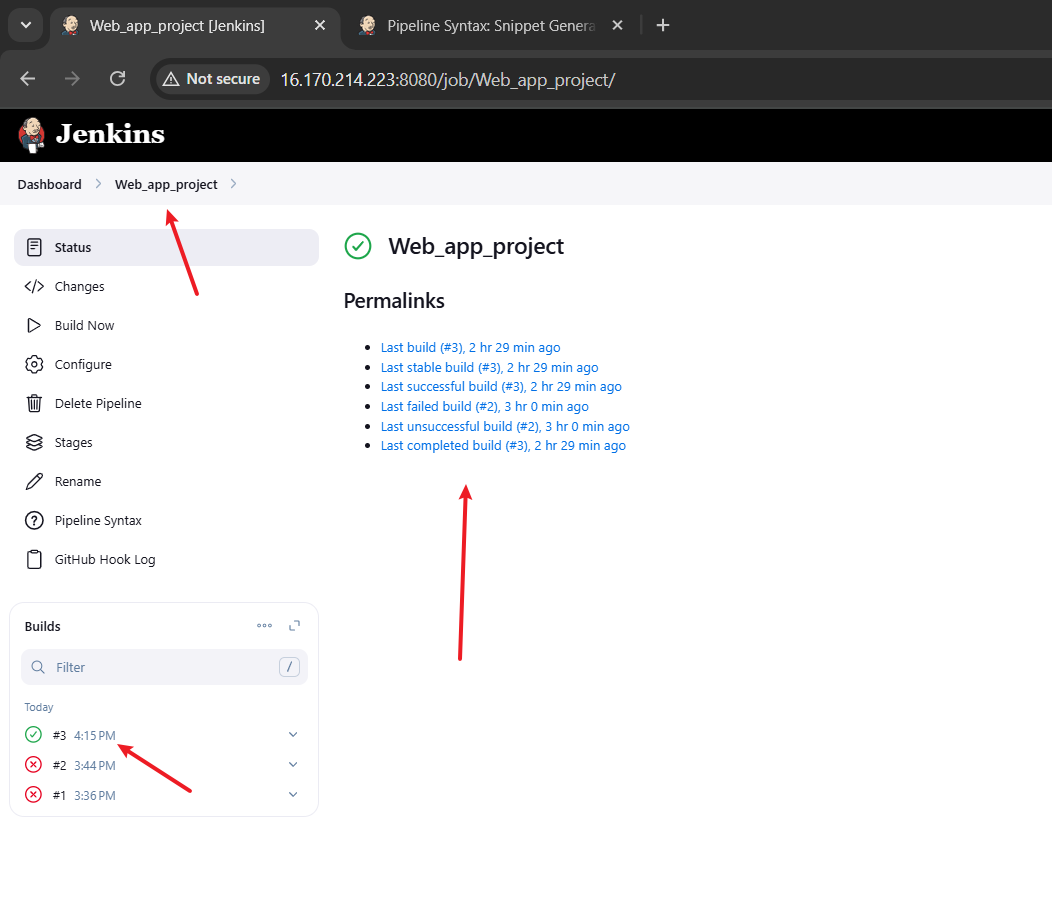 Web_app_project [Jenkins]
Pipeline Syntax: Snippet Genera
Not secure
16.170.214.223:8080/job/Web_app_project/
Jenkins
Dashboard
Web_app_project
Status
Changes
Build Now
Configure
Delete Pipeline
Stages
Rename
Pipeline Syntax
GitHub Hook Log
Builds
Filter
/
Today
#3 4:15 PM
#2 3:44 PM
#1 3:36 PM
Web_app_project
Permalinks
Last build (#3), 2 hr 29 min ago
Last stable build (#3), 2 hr 29 min ago
Last successful build (#3), 2 hr 29 min ago
Last failed build (#2), 3 hr 0 min ago
Last unsuccessful build (#2), 3 hr 0 min ago
Last completed build (#3), 2 hr 29 min ago